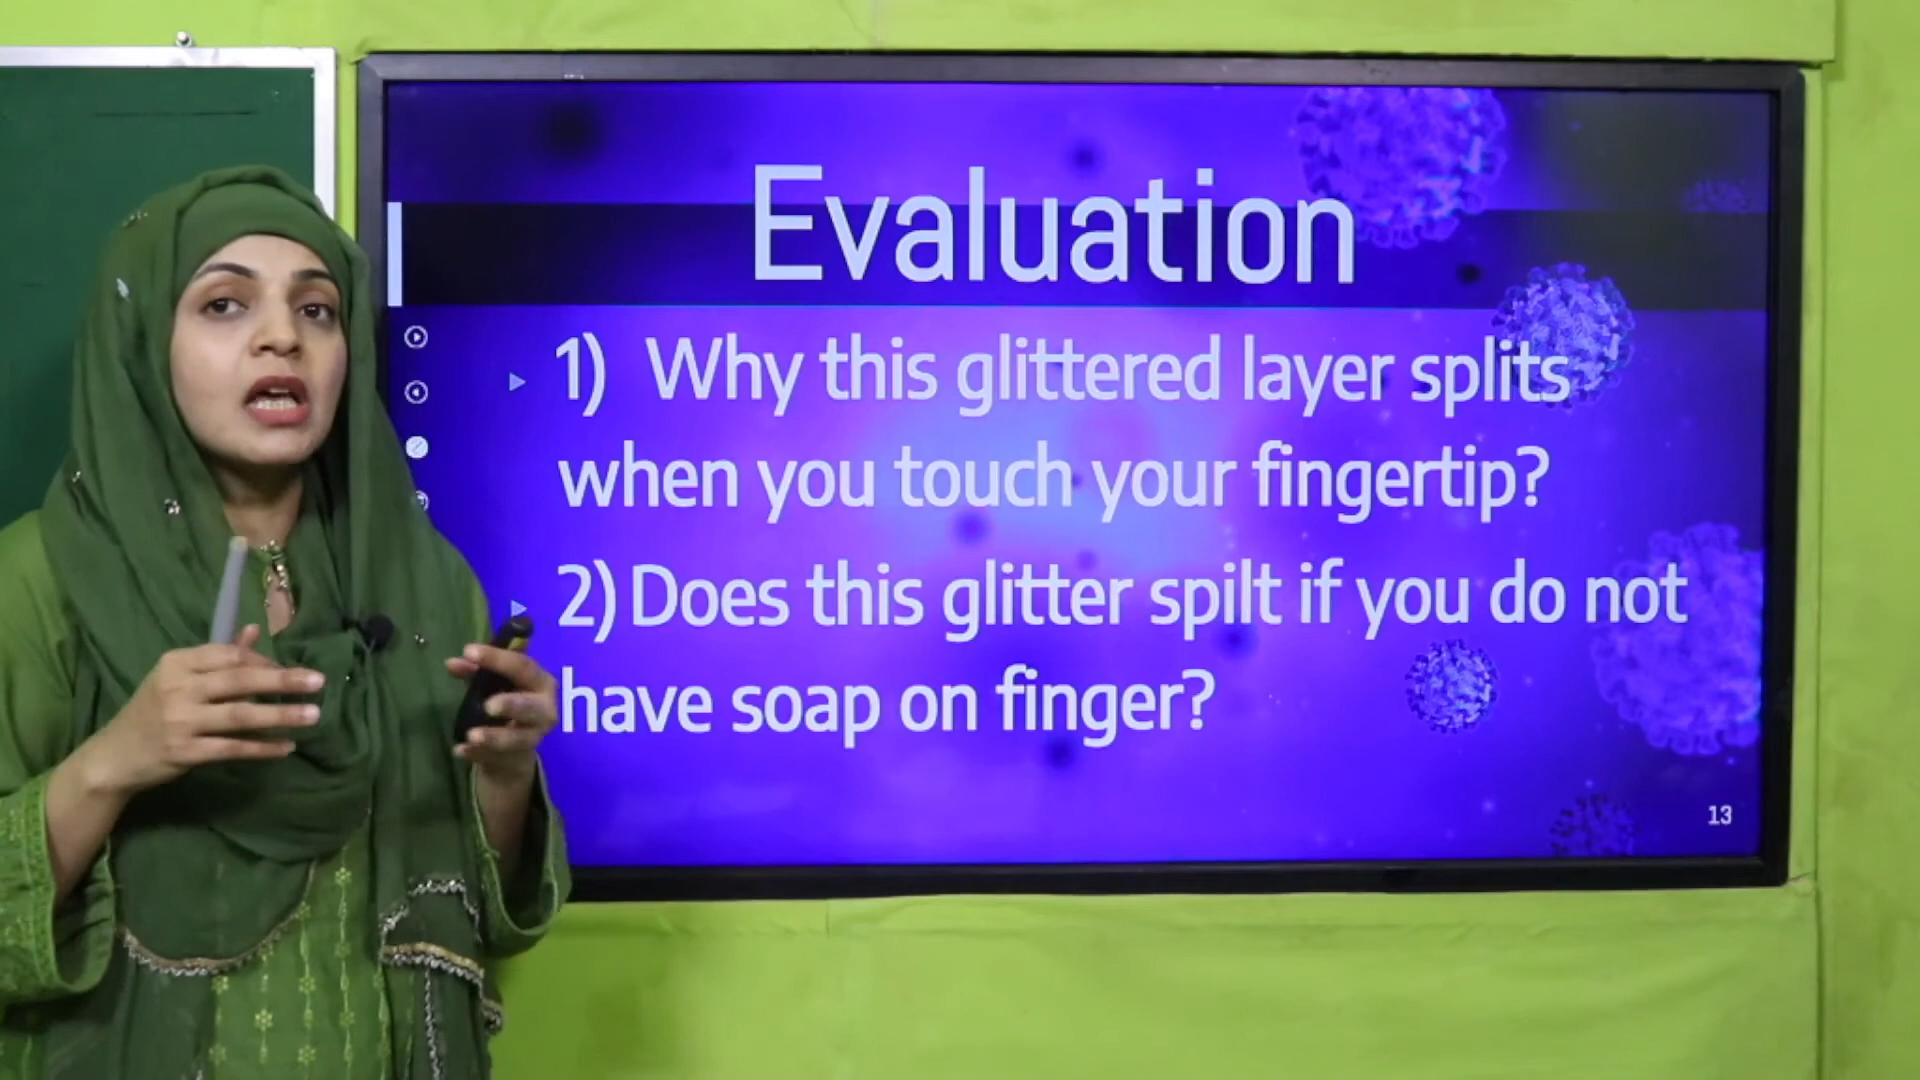 Evaluation
1) Why this glittered layer splits
when you touch your fingertip?
2) Does this glitter spilt if you do not
have soap on finger?
13